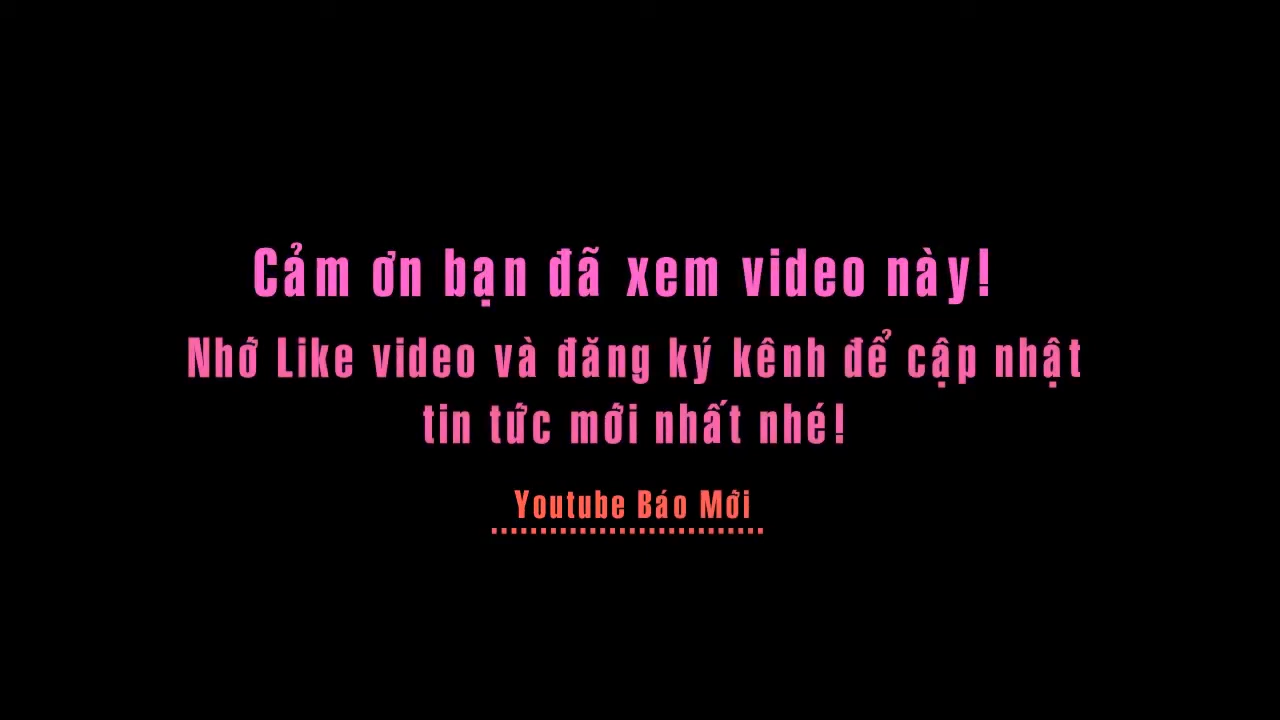 Cảm ơn bạn đã xem video này!
Nhớ Like video và đăng ký kênh để cập nhật
tin tức mới nhất nhé!
Youtube Báo Mới